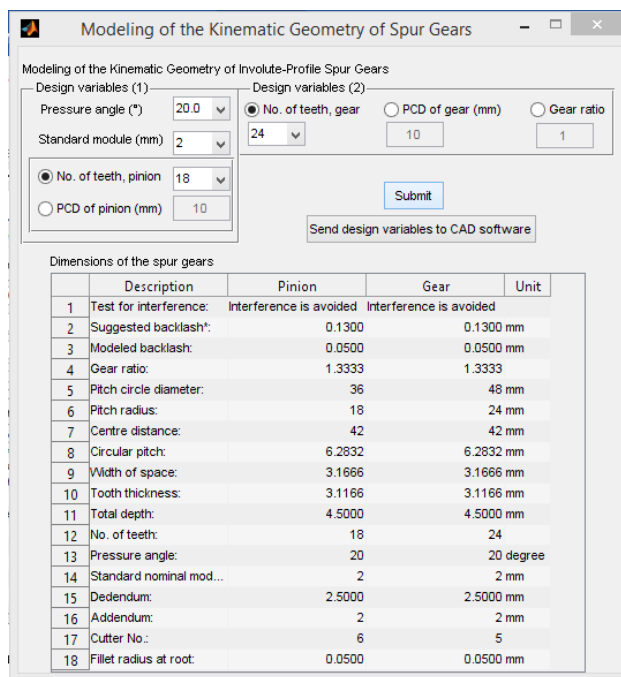 Modeling of the Kinematic Geometry of Spur Gears
Modeling of the Kinematic Geometry of Involute-Profile Spur Gears
Design variables (1)
Design variables (2)
Pressure angle (°) 20.0
No. of teeth, gear PCD of gear (mm) Gear ratio
Standard module (mm) 2
24 10 1
No. of teeth, pinion 18
PCD of pinion (mm) 10
Submit
Send design variables to CAD software
Dimensions of the spur gears
Description Pinion Gear Unit
1 Test for interference: Interference is avoided Interference is avoided
2 Suggested backlash*: 0.1300 0.1300 mm
3 Modeled backlash: 0.0500 0.0500 mm
4 Gear ratio: 1.3333 1.3333
5 Pitch circle diameter: 36 48 mm
6 Pitch radius: 18 24 mm
7 Centre distance: 42 42 mm
8 Circular pitch: 6.2832 6.2832 mm
9 Width of space: 3.1666 3.1666 mm
10 Tooth thickness: 3.1166 3.1166 mm
11 Total depth: 4.5000 4.5000 mm
12 No. of teeth: 18 24
13 Pressure angle: 20 20 degree
14 Standard nominal mod... 2 2 mm
15 Dedendum: 2.5000 2.5000 mm
16 Addendum: 2 2 mm
17 Cutter No.: 6 5
18 Fillet radius at root: 0.0500 0.0500 mm